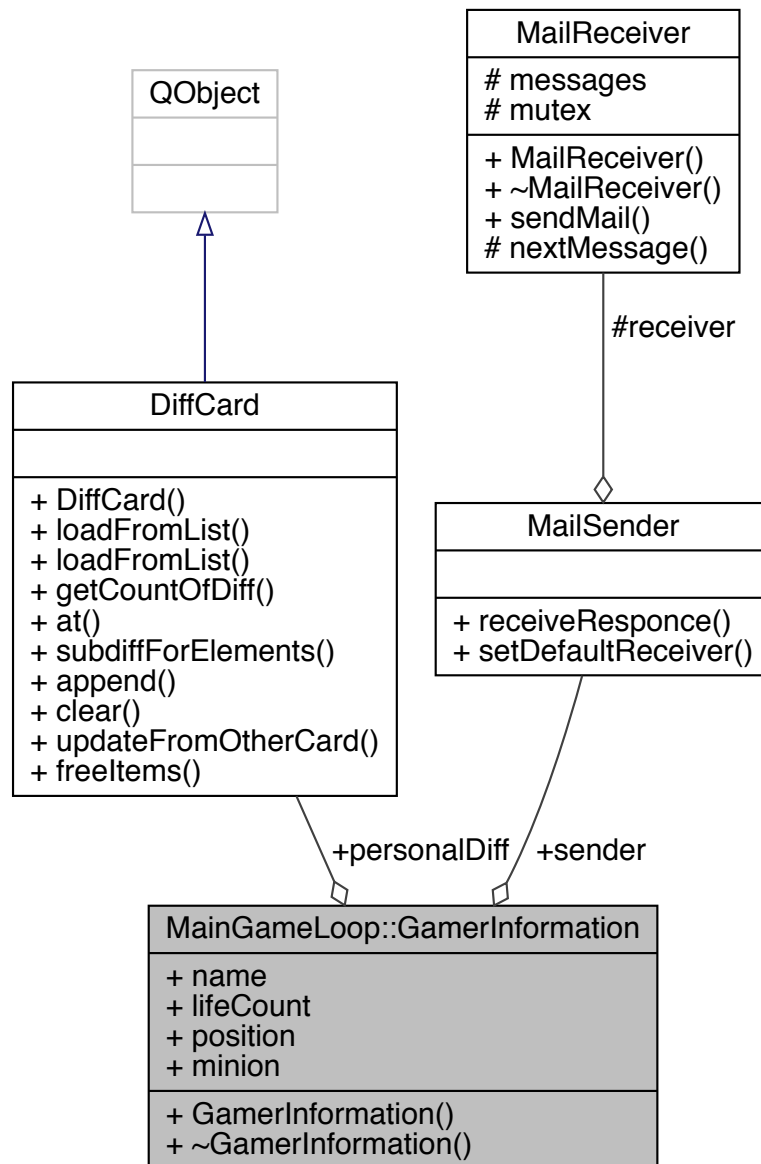 MailReceiver
# messages
# mutex
+ MailReceiver()
+ ~MailReceiver()
+ sendMail()
# nextMessage()
QObject
#receiver
DiffCard
+ DiffCard()
+ loadFromList()
+ loadFromList()
+ getCountOfDiff()
+ at()
+ subdiffForElements()
+ append()
+ clear()
+ updateFromOtherCard()
+ freeItems()
MailSender
+ receiveResponce()
+ setDefaultReceiver()
+personalDiff
+sender
MainGameLoop::GamerInformation
+ name
+ lifeCount
+ position
+ minion
+ GamerInformation()
+ ~GamerInformation()